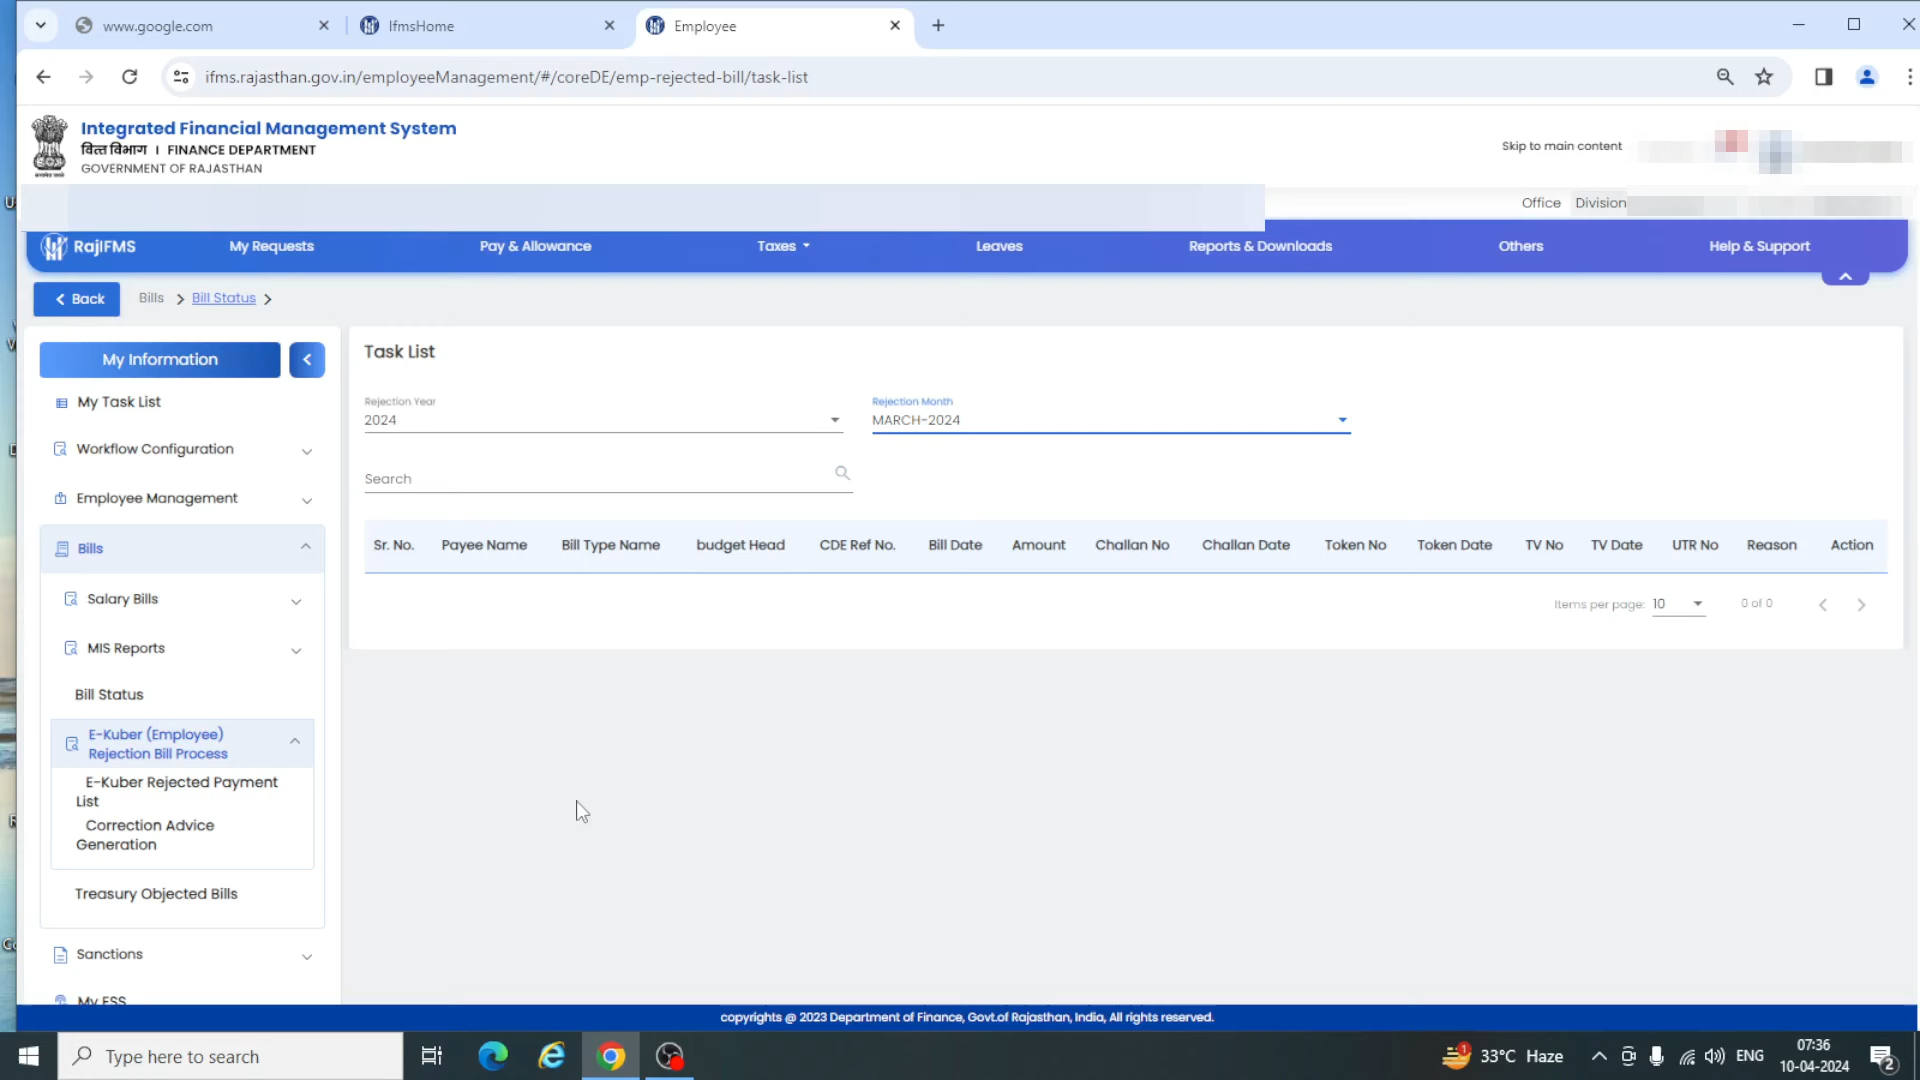 www.google.com
IfmsHome
Employee
ifms.rajasthan.gov.in/employeeManagement/#/coreDE/emp-rejected-bill/task-list
Integrated Financial Management System
वित्त विभाग | FINANCE DEPARTMENT
GOVERNMENT OF RAJASTHAN
Skip to main content
Office Division
RajIFMS My Requests Pay & Allowance Taxes Leaves Reports & Downloads Others Help & Support
Back Bills Bill Status
My Information
My Task List
Workflow Configuration
Employee Management
Bills
Salary Bills
MIS Reports
Bill Status
E-Kuber (Employee)
Rejection Bill Process
E-Kuber Rejected Payment
List
Correction Advice
Generation
Treasury Objected Bills
Sanctions
My ESS
Task List
Rejection Year
2024
Rejection Month
MARCH-2024
Search
Sr. No. Payee Name Bill Type Name budget Head CDE Ref No. Bill Date Amount Challan No Challan Date Token No Token Date TV No TV Date UTR No Reason Action
Items per page: 10 0 of 0
copyrights @ 2023 Department of Finance, Govt.of Rajasthan, India, All rights reserved.
Type here to search
1
33°C Haze
ENG
07:36
10-04-2024
2